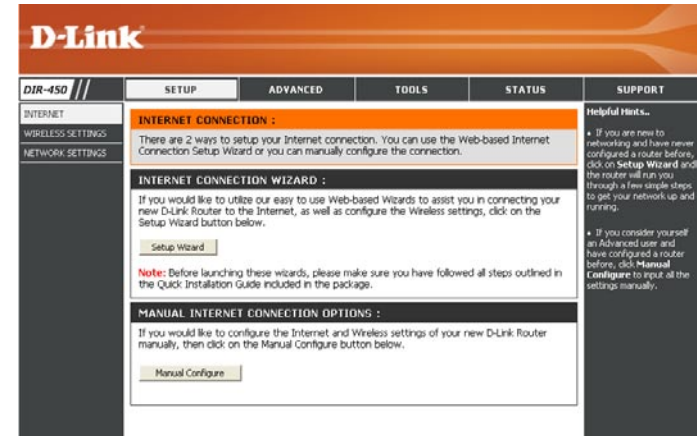 D-Link
DIR-450
SETUP
ADVANCED
TOOLS
STATUS
SUPPORT
INTERNET
WIRELESS SETTINGS
NETWORK SETTINGS
INTERNET CONNECTION :
There are 2 ways to setup your Internet connection. You can use the Web-based Internet
Connection Setup Wizard or you can manually configure the connection.
INTERNET CONNECTION WIZARD :
If you would like to utilize our easy to use Web-based Wizards to assist you in connecting your
new D-Link Router to the Internet, as well as configure the Wireless settings, click on the
Setup Wizard button below.
Setup Wizard
Note: Before launching these wizards, please make sure you have followed all steps outlined in
the Quick Installation Guide included in the package.
MANUAL INTERNET CONNECTION OPTIONS :
If you would like to configure the Internet and Wireless settings of your new D-Link Router
manually, then click on the Manual Configure button below.
Manual Configure
Helpful Hints..
• If you are new to
networking and have never
configured a router before,
click on Setup Wizard and
the router will run you
through a few simple steps
to get your network up and
running.
• If you consider yourself
an Advanced user and
have configured a router
before, click Manual
Configure to input all the
settings manually.